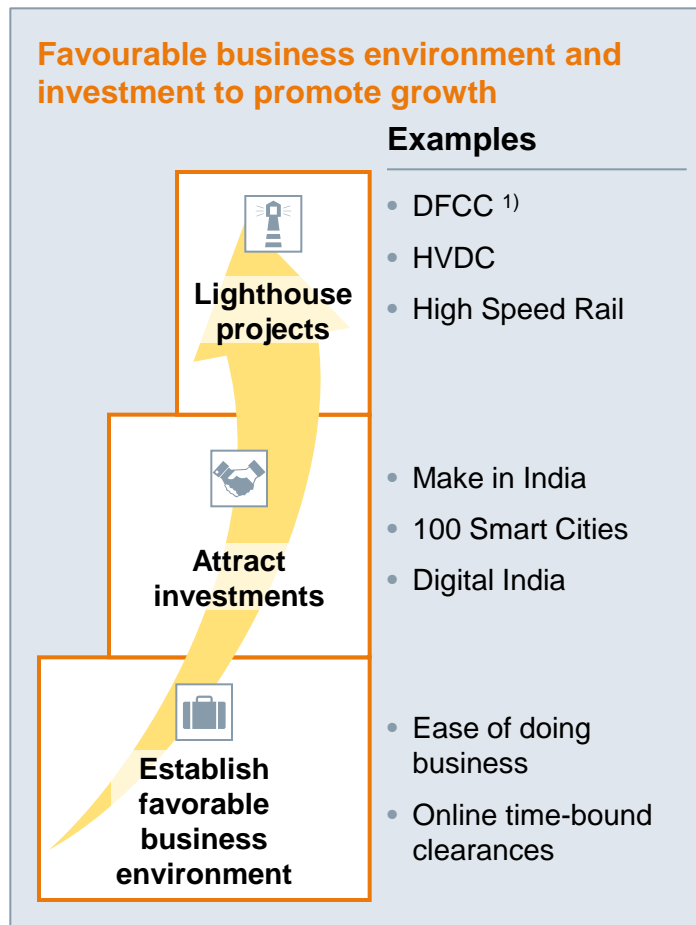 Favourable business environment and
investment to promote growth
Examples
Lighthouse
projects
• DFCC 1)
• HVDC
• High Speed Rail
Attract
investments
• Make in India
• 100 Smart Cities
• Digital India
Establish
favorable
business
environment
• Ease of doing
business
• Online time-bound
clearances